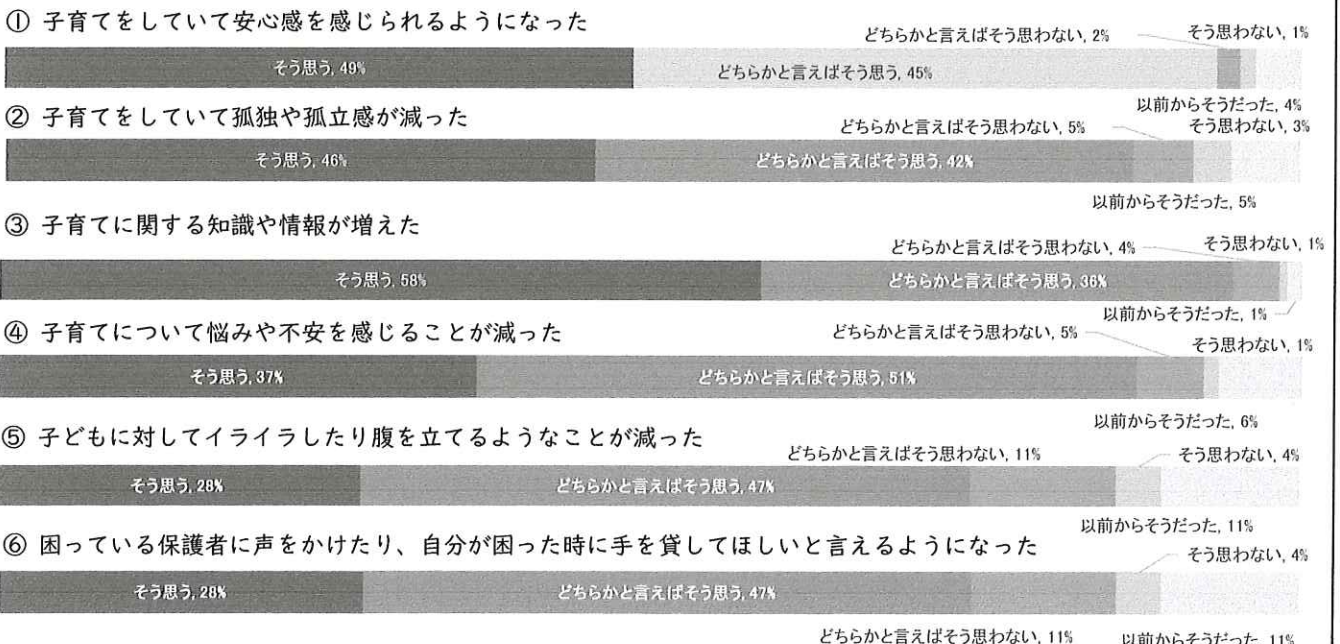 ① 子育てをしていて安心感を感じられるようになった
どちらかと言えばそう思わない, 2%
そう思わない, 1%
そう思う, 49%
どちらかと言えばそう思う, 45%
以前からそうだった, 4%
② 子育てをしていて孤独や孤立感が減った
どちらかと言えばそう思わない, 5%
そう思わない, 3%
そう思う, 46%
どちらかと言えばそう思う, 42%
以前からそうだった, 5%
③ 子育てに関する知識や情報が増えた
どちらかと言えばそう思わない, 4%
そう思わない, 1%
そう思う, 58%
どちらかと言えばそう思う, 36%
以前からそうだった, 1%
④ 子育てについて悩みや不安を感じることが減った
どちらかと言えばそう思わない, 5%
そう思わない, 1%
そう思う, 37%
どちらかと言えばそう思う, 51%
以前からそうだった, 6%
⑤ 子どもに対してイライラしたり腹を立てるようなことが減った
どちらかと言えばそう思わない, 11%
そう思わない, 4%
そう思う, 28%
どちらかと言えばそう思う, 47%
以前からそうだった, 11%
⑥ 困っている保護者に声をかけたり、自分が困った時に手を貸してほしいと言えるようになった
そう思わない, 4%
そう思う, 28%
どちらかと言えばそう思う, 47%
どちらかと言えばそう思わない, 11%
以前からそうだった, 11%